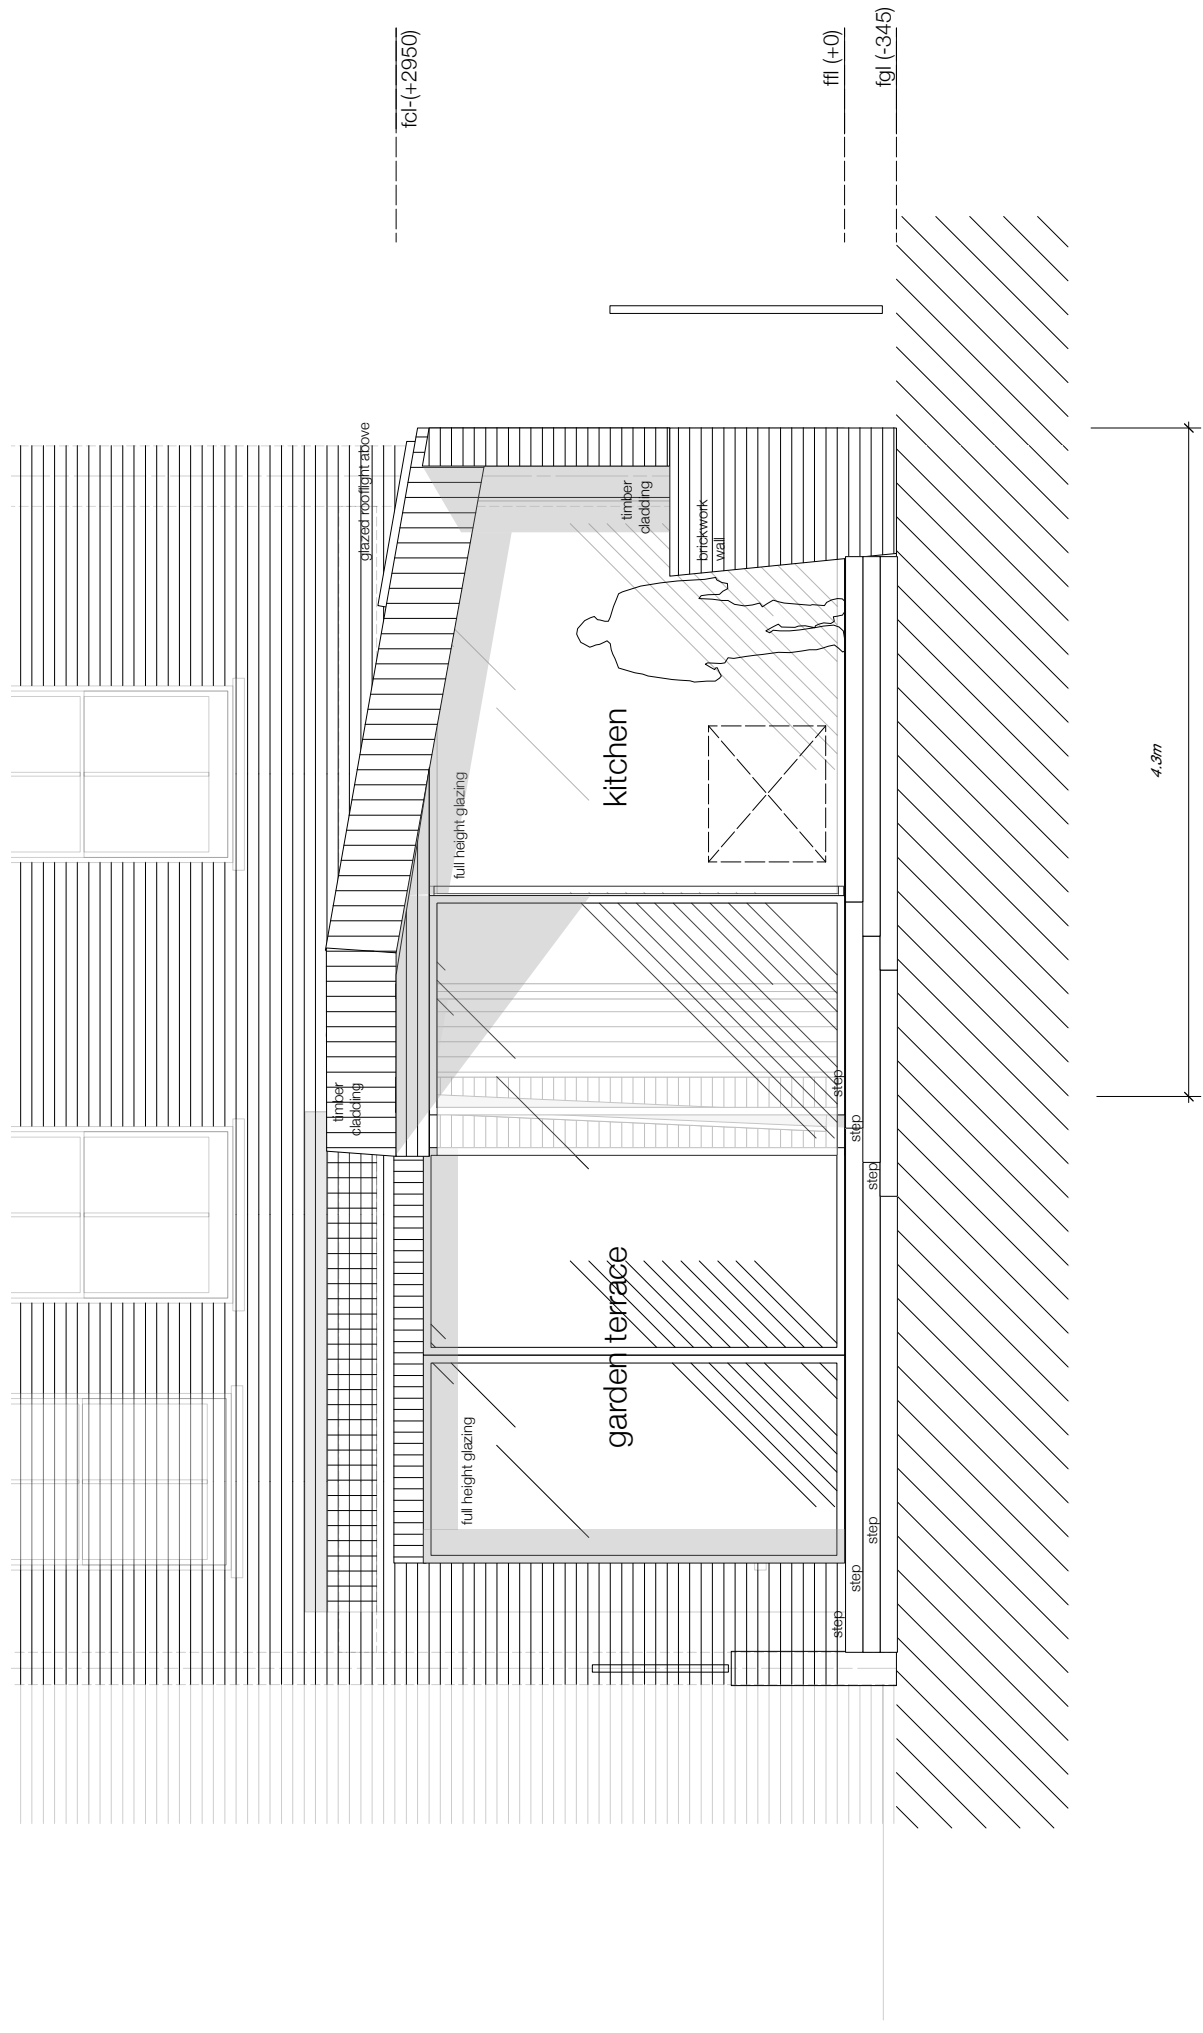 fcl-(+2950)
ffl (+0)
fgl (-345)
glazed rooflight above
timber
cladding
brickwork
wall
kitchen
full height glazing
timber
cladding
step
step
step
garden terrace
full height glazing
step
step
step
4.3m